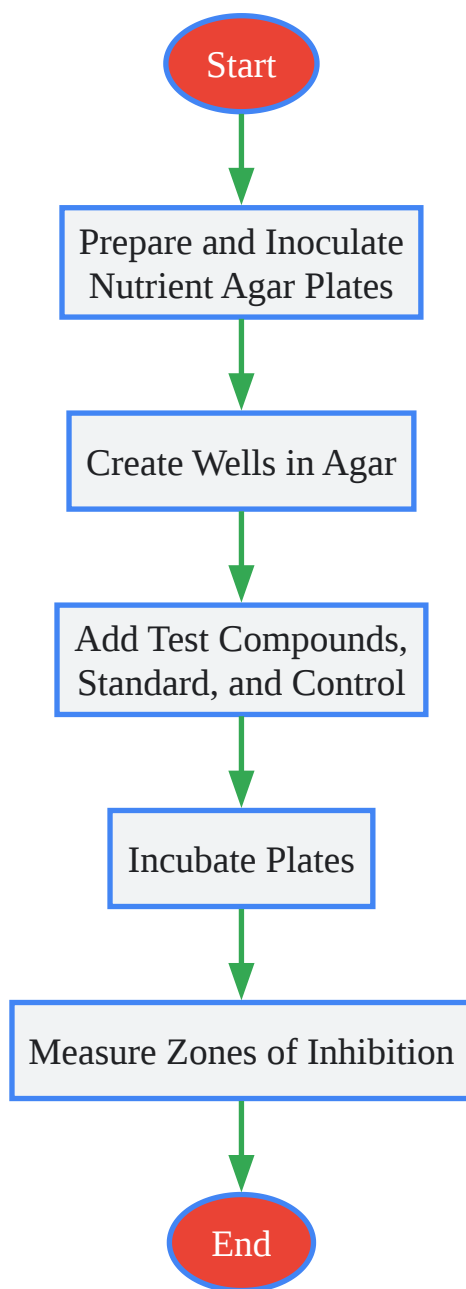 Start
Prepare and Inoculate
Nutrient Agar Plates
Create Wells in Agar
Add Test Compounds,
Standard, and Control
Incubate Plates
Measure Zones of Inhibition
End